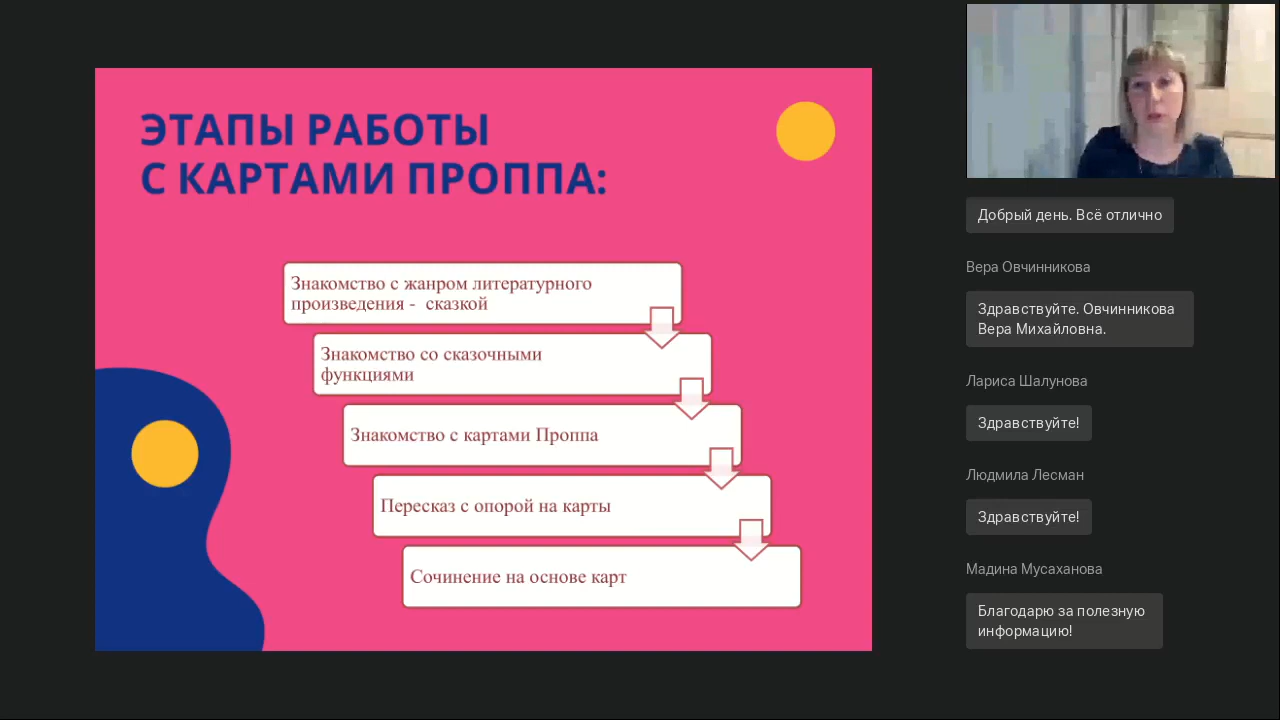 ЭТАПЫ РАБОТЫ
С КАРТАМИ ПРОППА:
Знакомство с жанром литературного
произведения - сказкой
Знакомство со сказочными
функциями
Знакомство с картами Проппа
Пересказ с опорой на карты
Сочинение на основе карт
Добрый день. Всё отлично
Вера Овчинникова
Здравствуйте. Овчинникова
Вера Михайловна.
Лариса Шалунова
Здравствуйте!
Людмила Лесман
Здравствуйте!
Мадина Мусаханова
Благодарю за полезную
информацию!